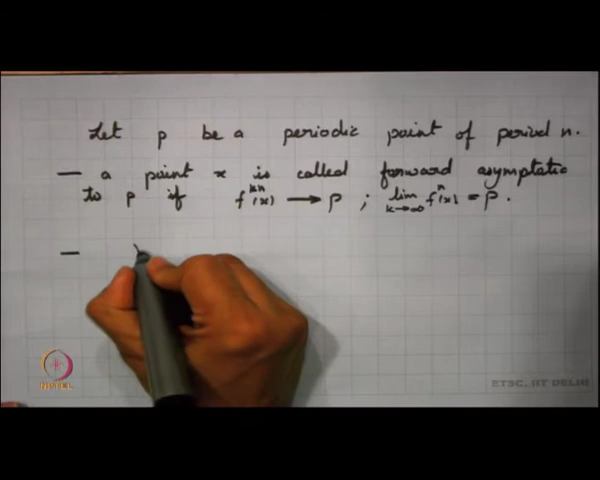 Let p be a periodic point of period n.
— a point x is called forward asymptotic
to p if f^{kn}(x) → p ; lim_{k→∞} f^n(x) = p.
—
NPTEL
ETSC, IIT DELHI